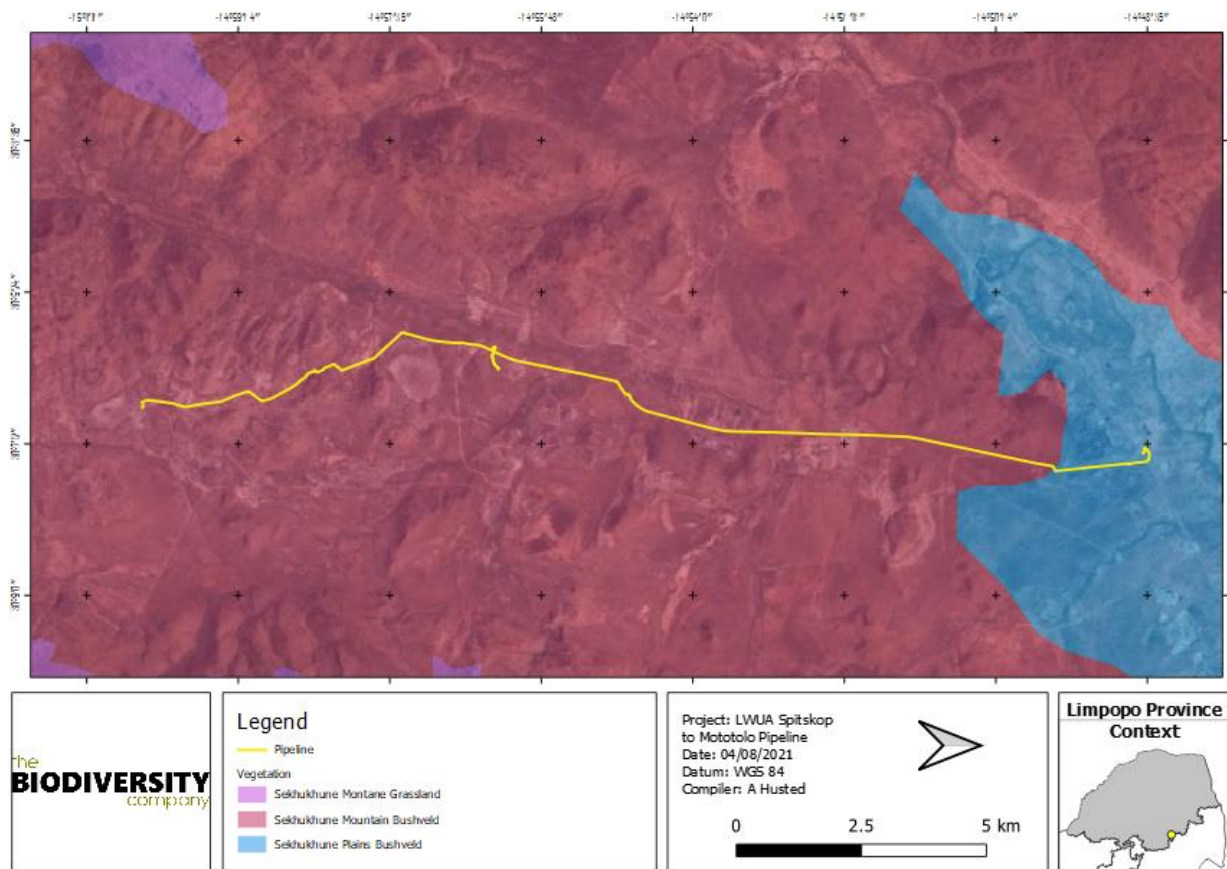 Legend
Pipeline
Vegetation
Sekhukhune Montane Grassland
Sekhukhune Mountain Bushveld
Sekhukhune Plains Bushveld
the
BIODIVERSITY
company
Project: LWUA Spitskop
to Mototolo Pipeline
Date: 04/08/2021
Datum: WGS 84
Compiler: A Husted
0 2.5 5 km
Limpopo Province
Context